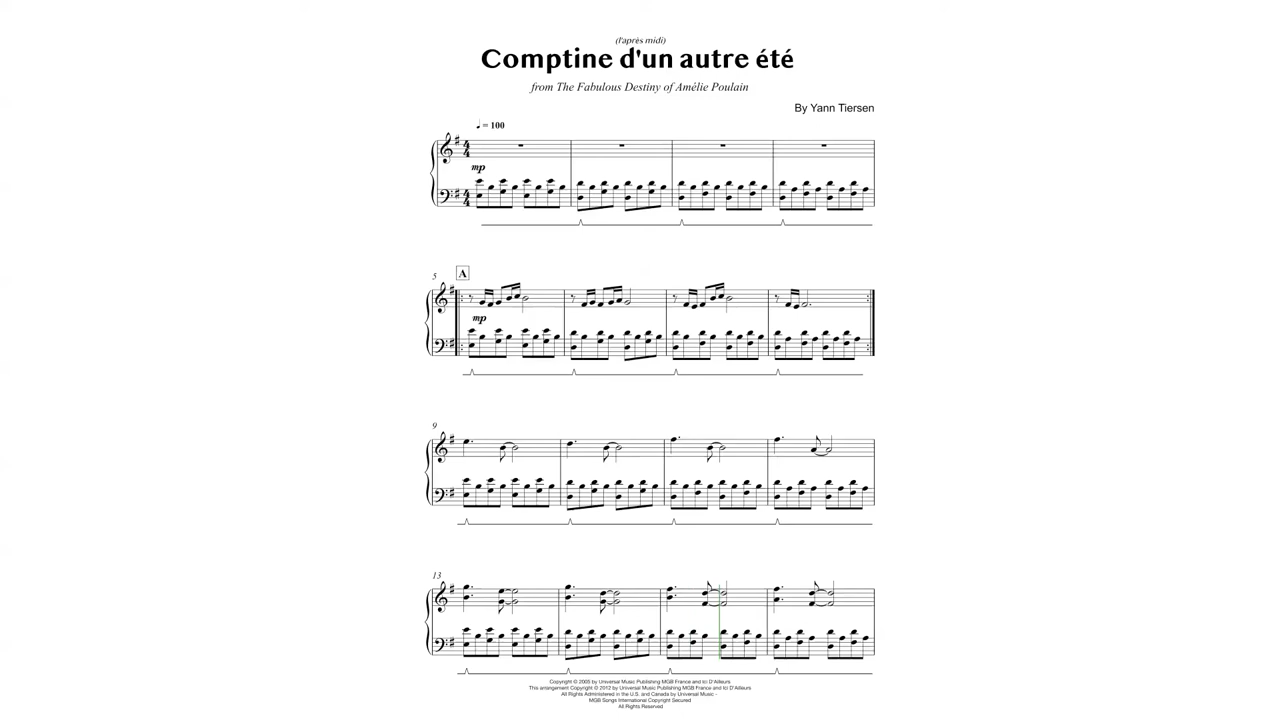 (l'après midi)
Comptine d'un autre été
from The Fabulous Destiny of Amélie Poulain
By Yann Tiersen
♩ = 100
mp
5
A
mp
9
13
Copyright © 2005 by Universal Music Publishing MGB France and Ici D'Ailleurs
This arrangement Copyright © 2012 by Universal Music Publishing MGB France and Ici D'Ailleurs
All Rights Administered in the U.S. and Canada by Universal Music -
MGB Songs International Copyright Secured
All Rights Reserved